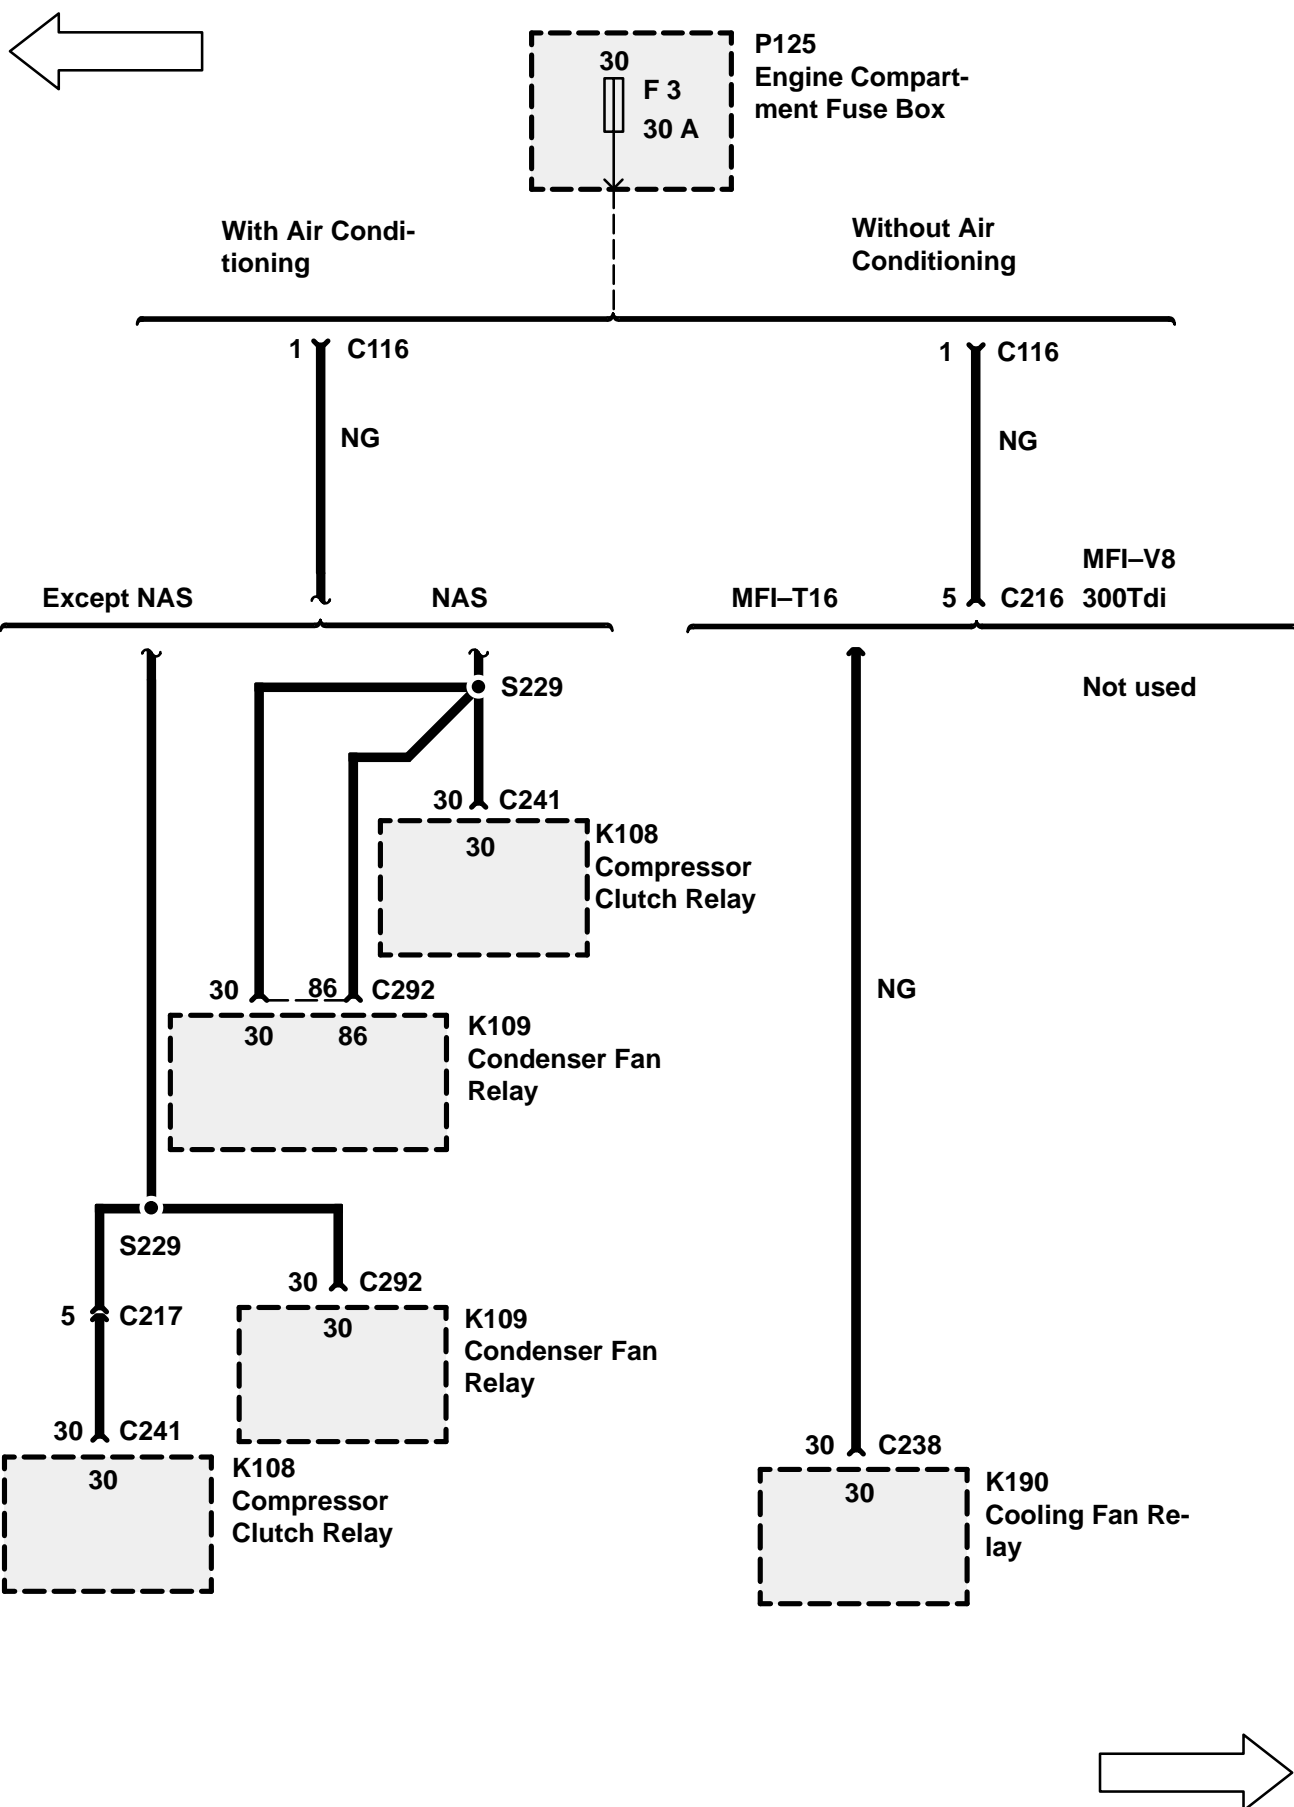 30
F 3
30 A
P125
Engine Compart-
ment Fuse Box
With Air Condi-
tioning
Without Air
Conditioning
1 C116
1 C116
NG
NG
Except NAS
NAS
MFI–T16
5 C216
MFI–V8
300Tdi
S229
Not used
30 C241
30
K108
Compressor
Clutch Relay
30 86 C292
30 86
K109
Condenser Fan
Relay
NG
S229
30 C292
30
K109
Condenser Fan
Relay
5 C217
30 C241
30
K108
Compressor
Clutch Relay
30 C238
30
K190
Cooling Fan Re-
lay